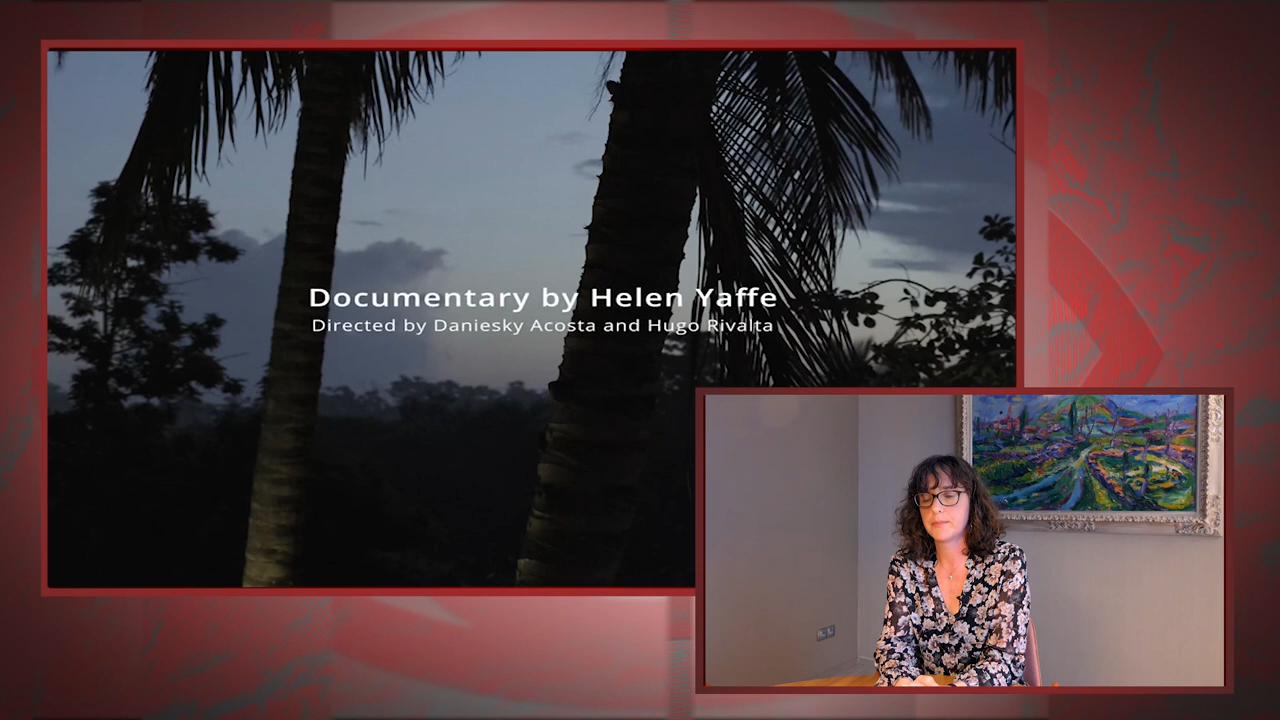 Documentary by Helen Yaffe
Directed by Daniesky Acosta and Hugo Rivalta